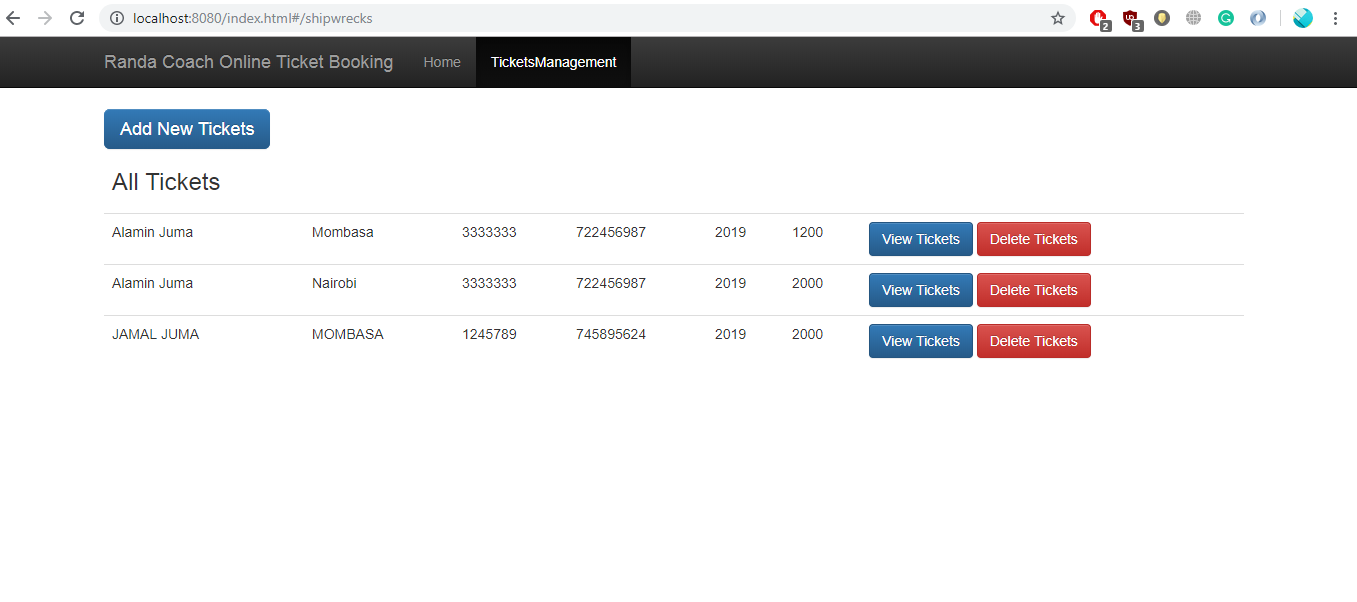 localhost:8080/index.html#/shipwrecks
2 3
Randa Coach Online Ticket Booking Home TicketsManagement
Add New Tickets
All Tickets
Alamin Juma Mombasa 3333333 722456987 2019 1200 View Tickets Delete Tickets
Alamin Juma Nairobi 3333333 722456987 2019 2000 View Tickets Delete Tickets
JAMAL JUMA MOMBASA 1245789 745895624 2019 2000 View Tickets Delete Tickets